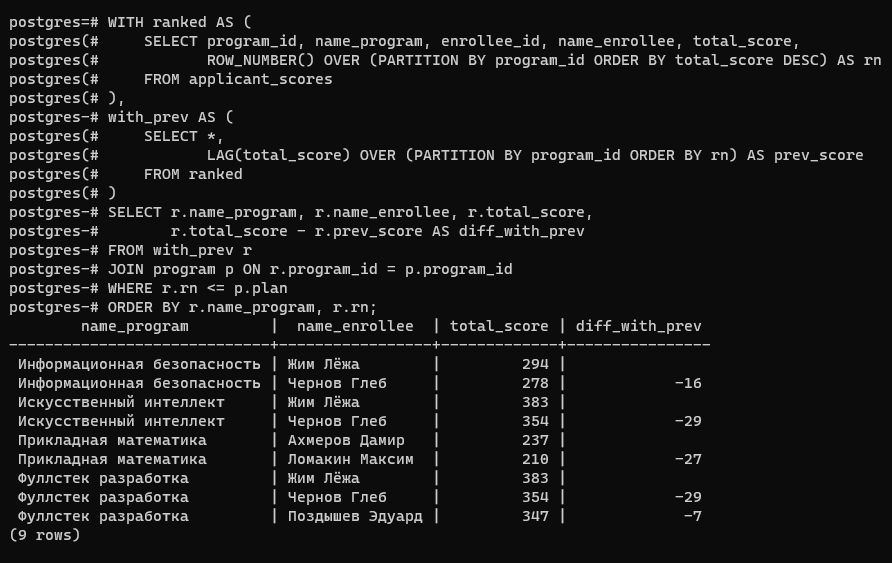 postgres=# WITH ranked AS (
postgres(#     SELECT program_id, name_program, enrollee_id, name_enrollee, total_score,
postgres(#            ROW_NUMBER() OVER (PARTITION BY program_id ORDER BY total_score DESC) AS rn
postgres(#     FROM applicant_scores
postgres(# ),
postgres-# with_prev AS (
postgres(#     SELECT *,
postgres(#            LAG(total_score) OVER (PARTITION BY program_id ORDER BY rn) AS prev_score
postgres(#     FROM ranked
postgres(# )
postgres-# SELECT r.name_program, r.name_enrollee, r.total_score,
postgres-#        r.total_score - r.prev_score AS diff_with_prev
postgres-# FROM with_prev r
postgres-# JOIN program p ON r.program_id = p.program_id
postgres-# WHERE r.rn <= p.plan
postgres-# ORDER BY r.name_program, r.rn;
        name_program         |  name_enrollee  | total_score | diff_with_prev
-----------------------------+-----------------+-------------+----------------
 Информационная безопасность | Жим Лёжа        |         294 |
 Информационная безопасность | Чернов Глеб     |         278 |            -16
 Искусственный интеллект     | Жим Лёжа        |         383 |
 Искусственный интеллект     | Чернов Глеб     |         354 |            -29
 Прикладная математика       | Ахмеров Дамир   |         237 |
 Прикладная математика       | Ломакин Максим  |         210 |            -27
 Фуллстек разработка         | Жим Лёжа        |         383 |
 Фуллстек разработка         | Чернов Глеб     |         354 |            -29
 Фуллстек разработка         | Поздышев Эдуард |         347 |             -7
(9 rows)